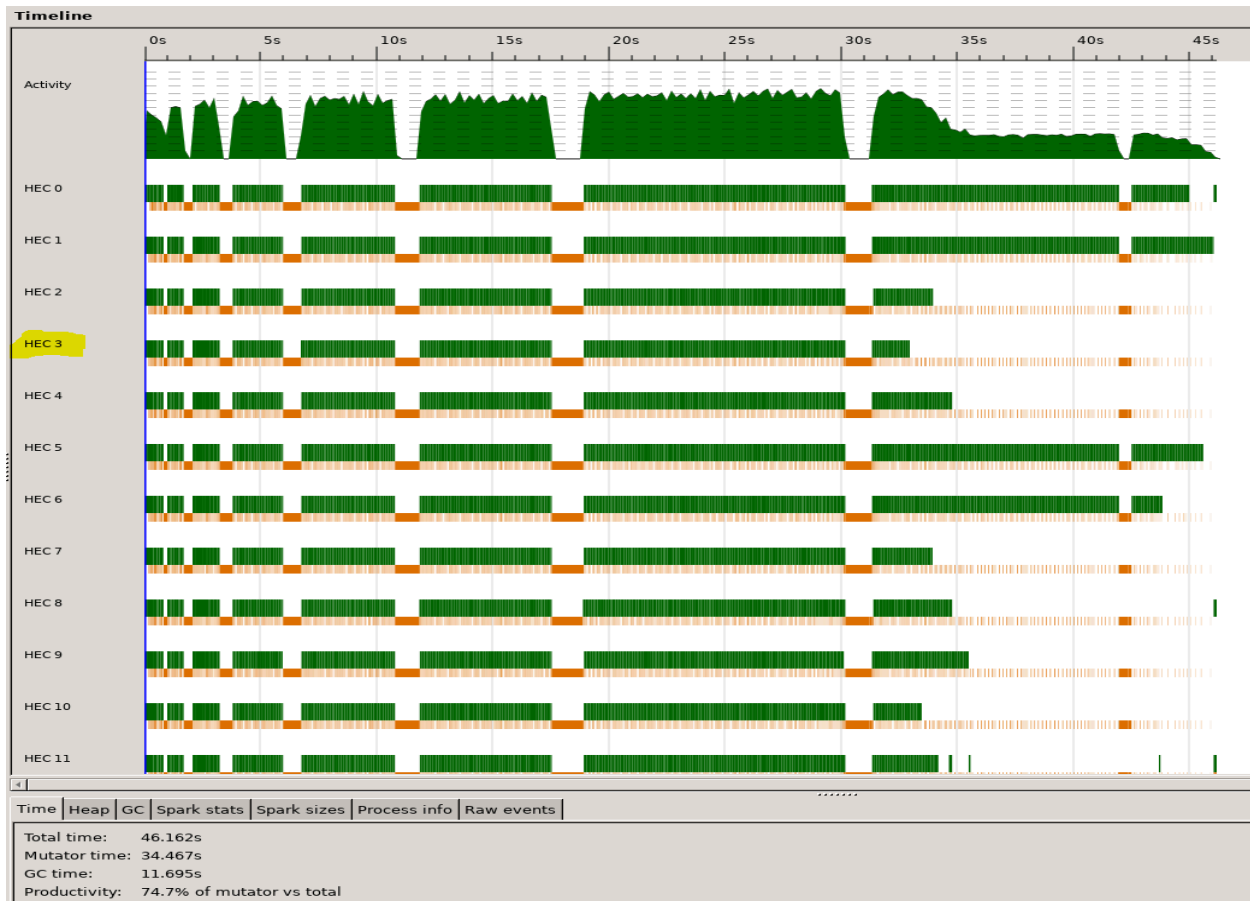 Timeline
0s 5s 10s 15s 20s 25s 30s 35s 40s 45s
Activity
HEC 0
HEC 1
HEC 2
HEC 3
HEC 4
HEC 5
HEC 6
HEC 7
HEC 8
HEC 9
HEC 10
HEC 11
Time Heap GC Spark stats Spark sizes Process info Raw events
Total time: 46.162s
Mutator time: 34.467s
GC time: 11.695s
Productivity: 74.7% of mutator vs total